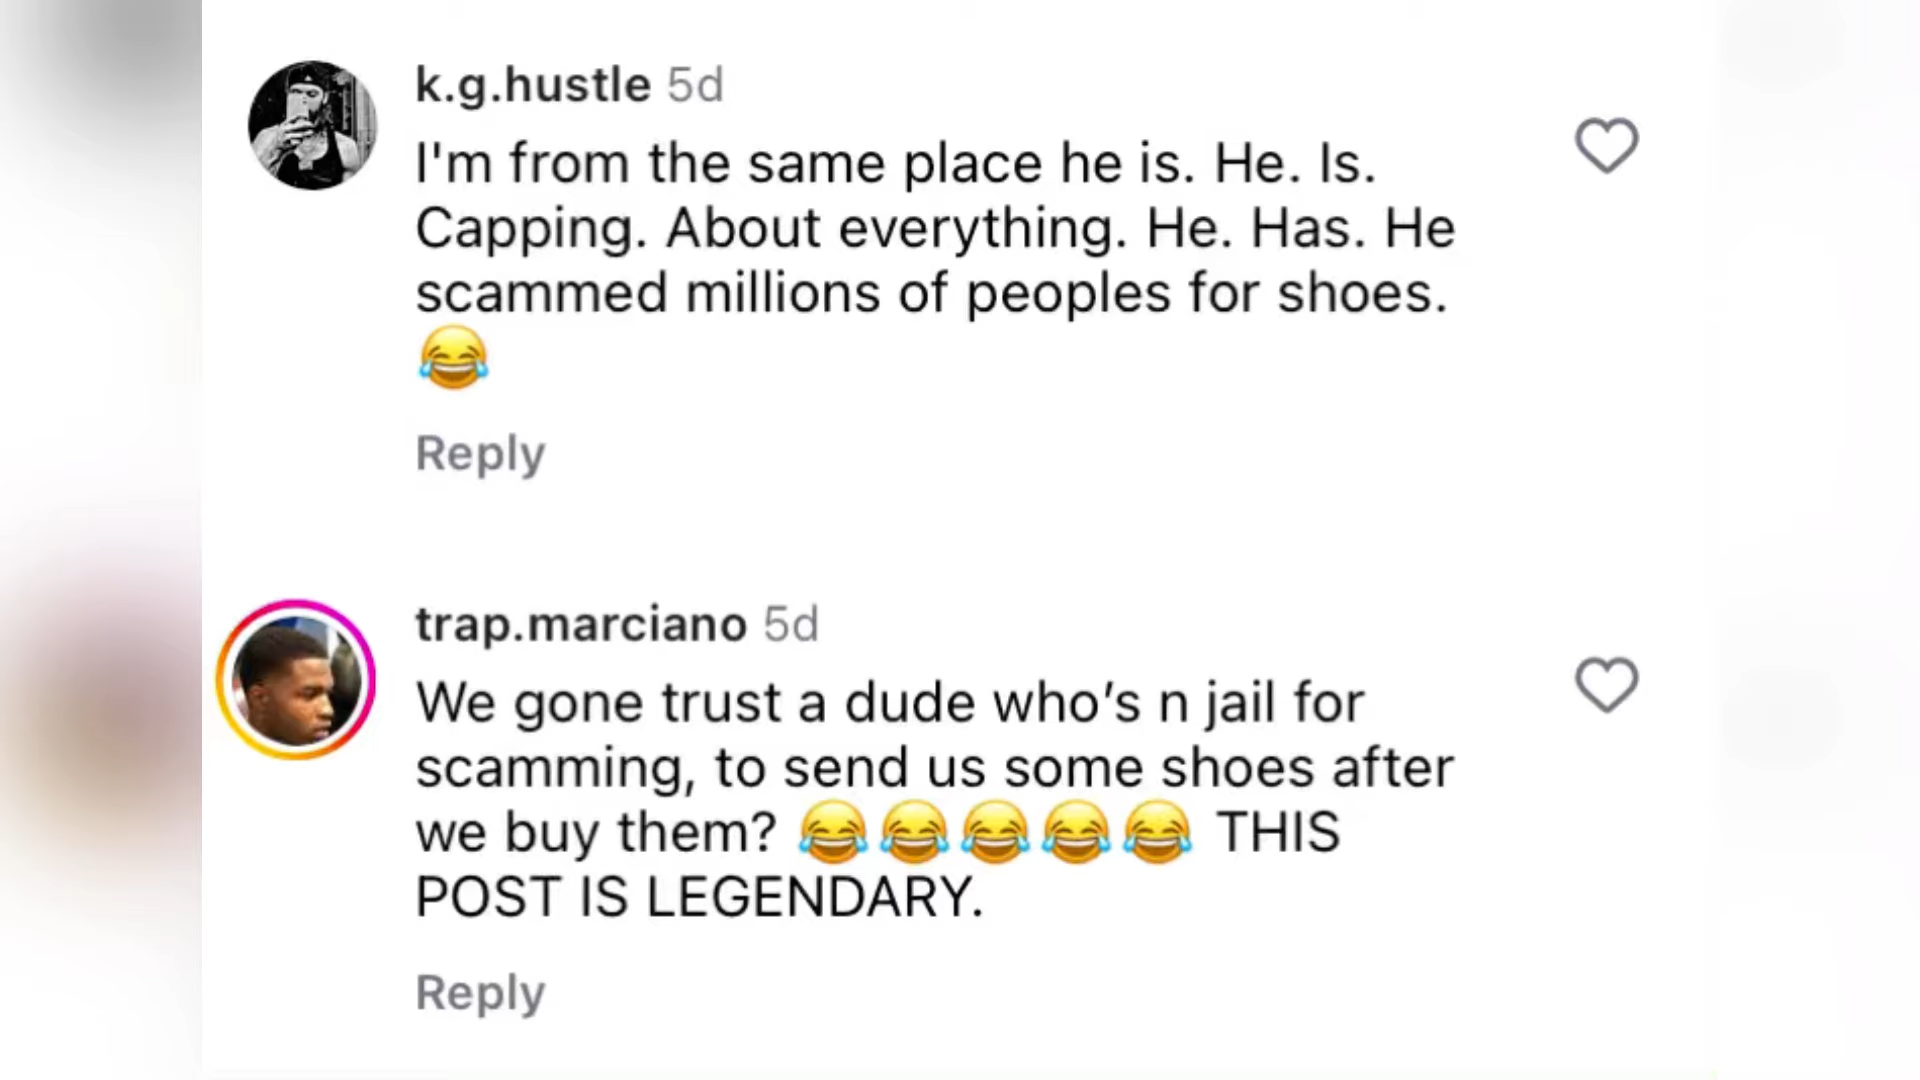 k.g.hustle 5d
I'm from the same place he is. He. Is.
Capping. About everything. He. Has. He
scammed millions of peoples for shoes.
😂
Reply
trap.marciano 5d
We gone trust a dude who’s n jail for
scamming, to send us some shoes after
we buy them? 😂😂😂😂😂 THIS
POST IS LEGENDARY.
Reply